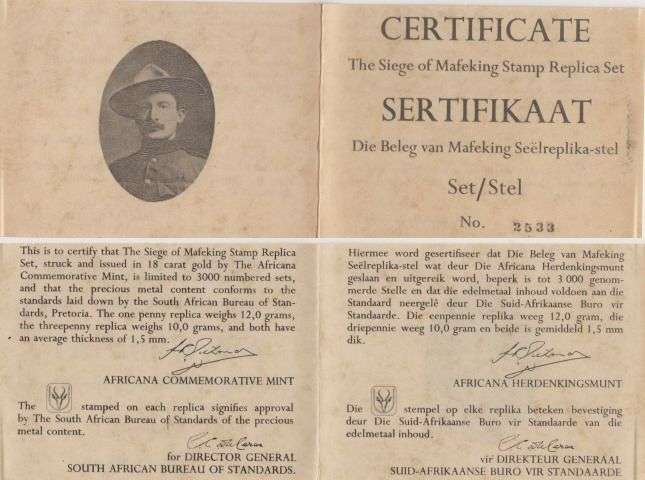 CERTIFICATE
The Siege of Mafeking Stamp Replica Set
SERTIFIKAAT
Die Beleg van Mafeking Seëlreplika-stel
Set/Stel
No. 2533
This is to certify that The Siege of Mafeking Stamp Replica
Set, struck and issued in 18 carat gold by The Africana
Commemorative Mint, is limited to 3000 numbered sets,
and that the precious metal content conforms to the
standards laid down by the South African Bureau of Stan-
dards, Pretoria. The one penny replica weighs 12,0 grams,
the threepenny replica weighs 10,0 grams, and both have
an average thickness of 1,5 mm.
AFRICANA COMMEMORATIVE MINT
The stamped on each replica signifies approval
by The South African Bureau of Standards of the precious
metal content.
for DIRECTOR GENERAL
SOUTH AFRICAN BUREAU OF STANDARDS.
Hiermee word gesertifiseer dat Die Beleg van Mafeking
Seëlreplika-stel wat deur Die Africana Herdenkingsmunt
geslaan en uitgereik word, beperk is tot 3 000 genom-
merde Stelle en dat die edelmetaal inhoud voldoen aan die
Standaard neergelê deur Die Suid-Afrikaanse Buro vir
Standaarde. Die eenpennie replika weeg 12,0 gram, die
driepennie weeg 10,0 gram en beide is gemiddeld 1,5 mm
dik.
AFRICANA HERDENKINGSMUNT
Die stempel op elke replika beteken bevestiging
deur Die Suid-Afrikaanse Buro vir Standaarde van die
edelmetaal inhoud.
vir DIREKTEUR GENERAAL
SUID-AFRIKAANSE BURO VIR STANDAARDE